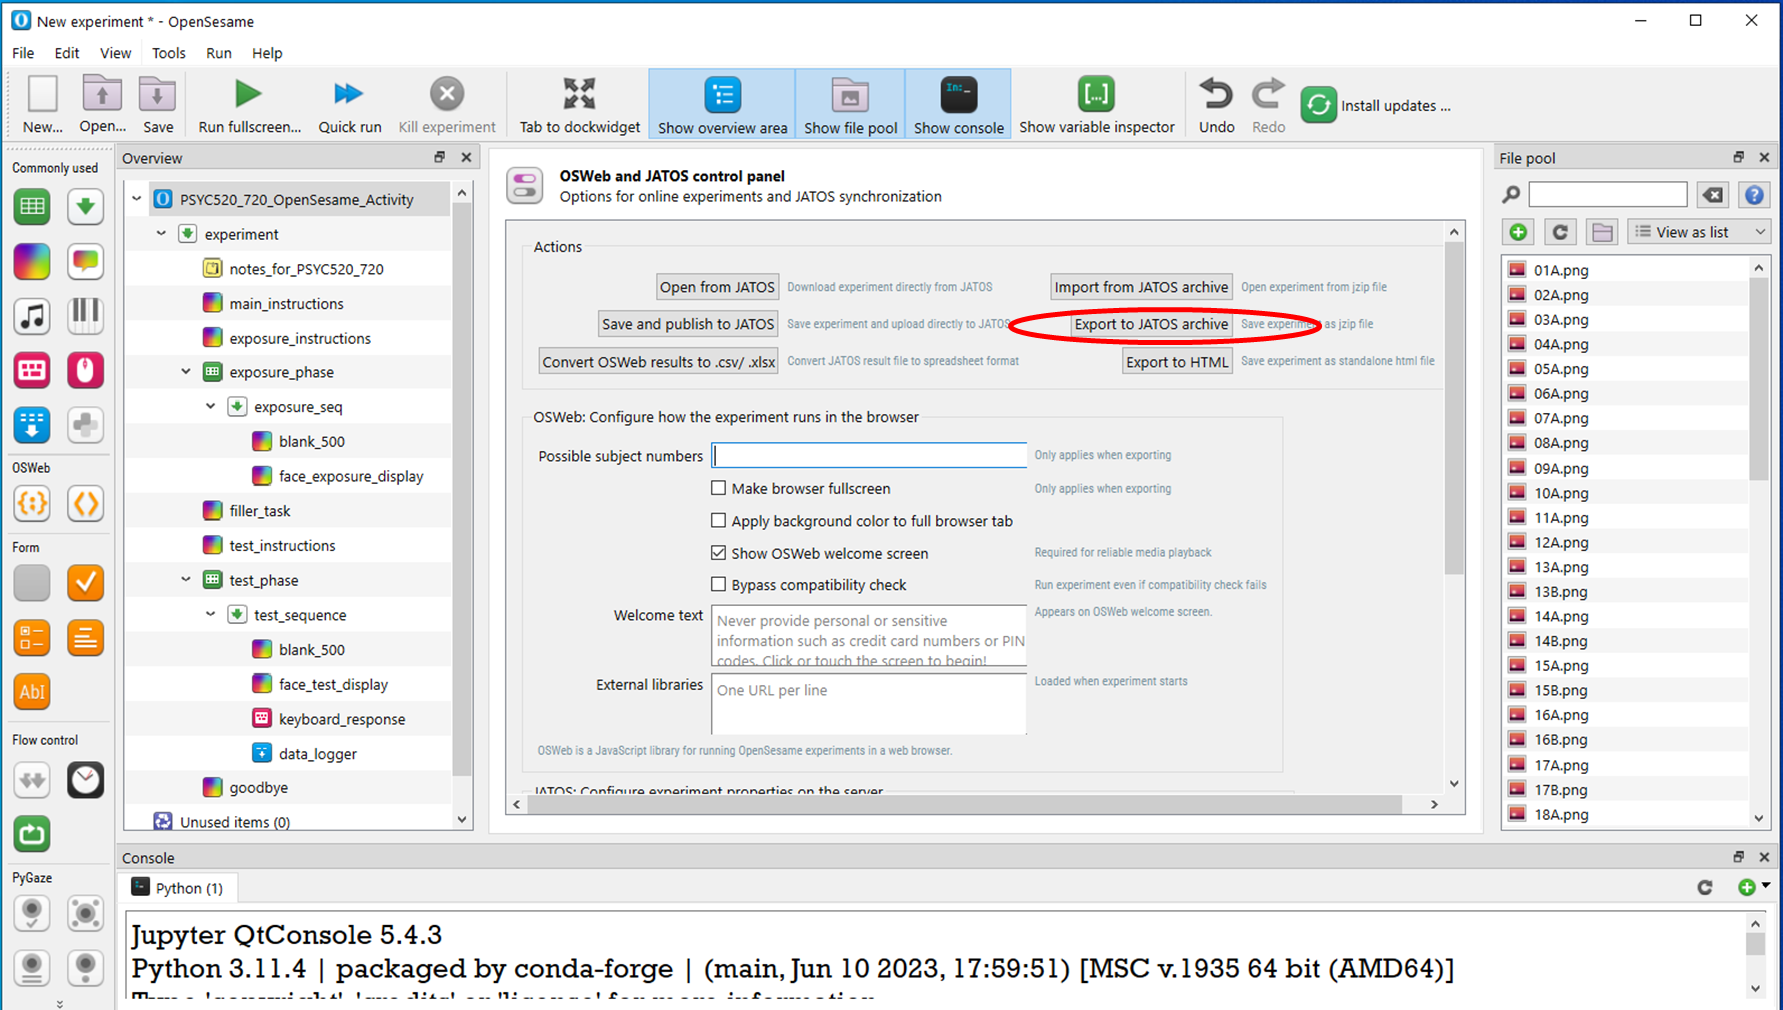 New experiment * - OpenSesame
File Edit View Tools Run Help
New... Open... Save Run fullscreen... Quick run Kill experiment Tab to dockwidget Show overview area Show file pool Show console Show variable inspector Undo Redo Install updates ...
Commonly used
OSWeb
Form
AbI
Flow control
PyGaze
Overview
PSYC520_720_OpenSesame_Activity
experiment
notes_for_PSYC520_720
main_instructions
exposure_instructions
exposure_phase
exposure_seq
blank_500
face_exposure_display
filler_task
test_instructions
test_phase
test_sequence
blank_500
face_test_display
keyboard_response
data_logger
goodbye
Unused items (0)
OSWeb and JATOS control panel
Options for online experiments and JATOS synchronization
Actions
Open from JATOS Download experiment directly from JATOS Import from JATOS archive Open experiment from jzip file
Save and publish to JATOS Save experiment and upload directly to JATOS Export to JATOS archive Save experiment as jzip file
Convert OSWeb results to .csv/ .xlsx Convert JATOS result file to spreadsheet format Export to HTML Save experiment as standalone html file
OSWeb: Configure how the experiment runs in the browser
Possible subject numbers Only applies when exporting
Make browser fullscreen Only applies when exporting
Apply background color to full browser tab
Show OSWeb welcome screen Required for reliable media playback
Bypass compatibility check Run experiment even if compatibility check fails
Welcome text Never provide personal or sensitive Appears on OSWeb welcome screen.
information such as credit card numbers or PIN
codes. Click or touch the screen to begin!
External libraries One URL per line Loaded when experiment starts
OSWeb is a JavaScript library for running OpenSesame experiments in a web browser.
JATOS: Configure experiment properties on the server
File pool
View as list
01A.png
02A.png
03A.png
04A.png
05A.png
06A.png
07A.png
08A.png
09A.png
10A.png
11A.png
12A.png
13A.png
13B.png
14A.png
14B.png
15A.png
15B.png
16A.png
16B.png
17A.png
17B.png
18A.png
Console
Python (1)
Jupyter QtConsole 5.4.3
Python 3.11.4 | packaged by conda-forge | (main, Jun 10 2023, 17:59:51) [MSC v.1935 64 bit (AMD64)]
Type 'copyright', 'credits' or 'license' for more information